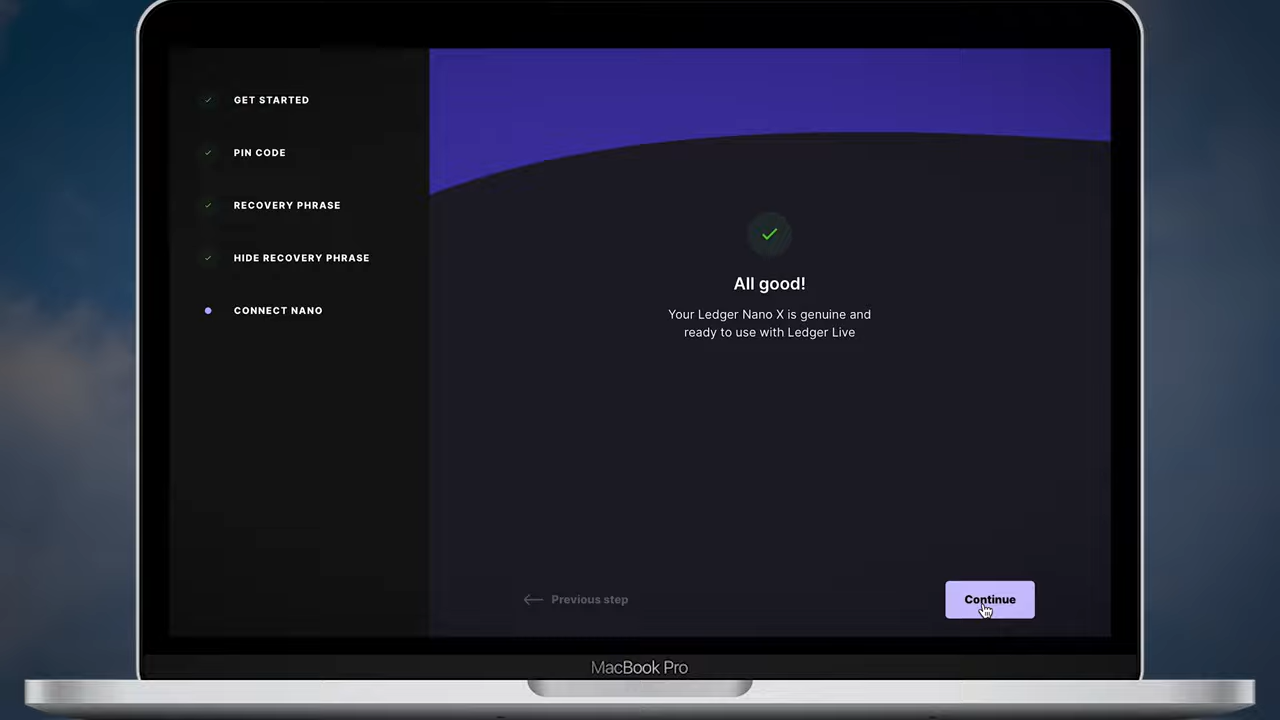 GET STARTED
PIN CODE
RECOVERY PHRASE
HIDE RECOVERY PHRASE
CONNECT NANO
All good!
Your Ledger Nano X is genuine and
ready to use with Ledger Live
Previous step
Continue
MacBook Pro